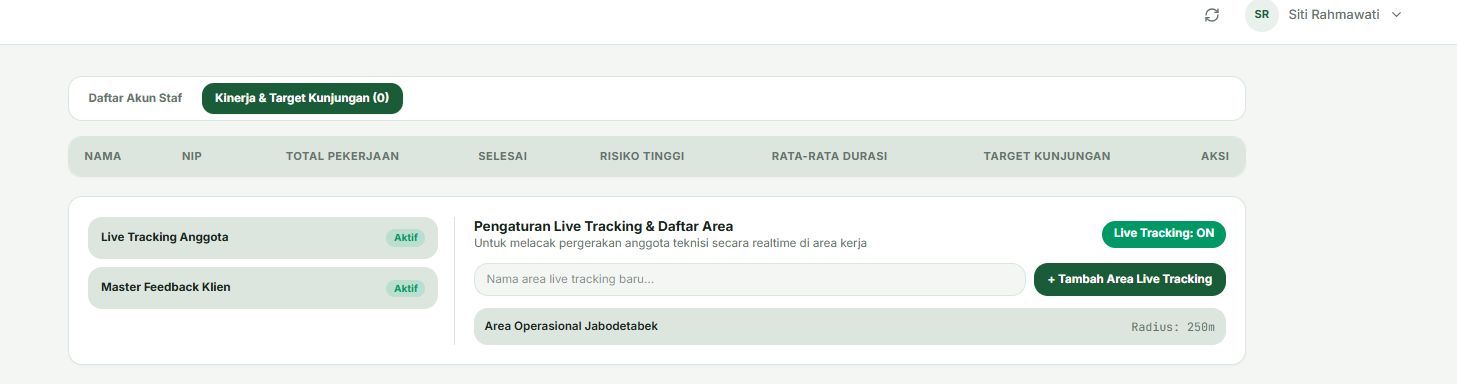 SR Siti Rahmawati
Daftar Akun Staf Kinerja & Target Kunjungan (0)
NAMA NIP TOTAL PEKERJAAN SELESAI RISIKO TINGGI RATA-RATA DURASI TARGET KUNJUNGAN AKSI
Live Tracking Anggota Aktif
Master Feedback Klien Aktif
Pengaturan Live Tracking & Daftar Area
Untuk melacak pergerakan anggota teknisi secara realtime di area kerja
Live Tracking: ON
Nama area live tracking baru...
+ Tambah Area Live Tracking
Area Operasional Jabodetabek Radius: 250m